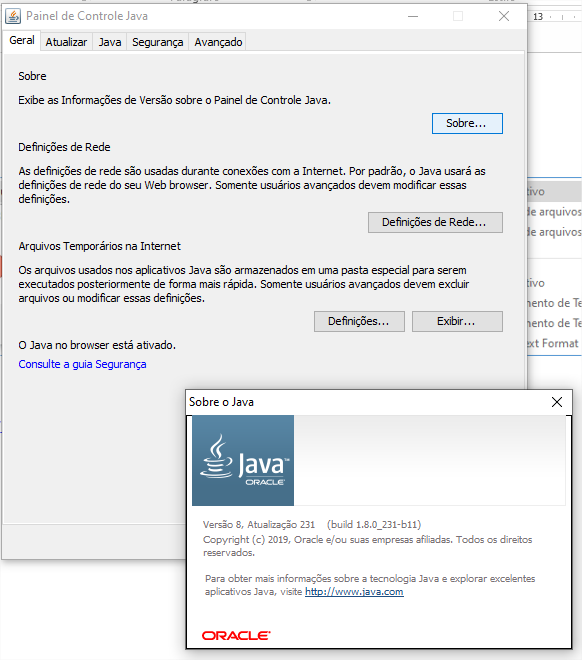 13
Painel de Controle Java
Geral Atualizar Java Segurança Avançado
Sobre
Exibe as Informações de Versão sobre o Painel de Controle Java.
Sobre...
Definições de Rede
As definições de rede são usadas durante conexões com a Internet. Por padrão, o Java usará as
definições de rede do seu Web browser. Somente usuários avançados devem modificar essas
definições.
Definições de Rede...
Arquivos Temporários na Internet
Os arquivos usados nos aplicativos Java são armazenados em uma pasta especial para serem
executados posteriormente de forma mais rápida. Somente usuários avançados devem excluir
arquivos ou modificar essas definições.
Definições... Exibir...
O Java no browser está ativado.
Consulte a guia Segurança
tivo
de arquivos
de arquivos
tivo
mento de Te
mento de Te
ext Format
Sobre o Java
Java™
ORACLE
Versão 8, Atualização 231 (build 1.8.0_231-b11)
Copyright (c) 2019, Oracle e/ou suas empresas afiliadas. Todos os direitos
reservados.
Para obter mais informações sobre a tecnologia Java e explorar excelentes
aplicativos Java, visite http://www.java.com
ORACLE